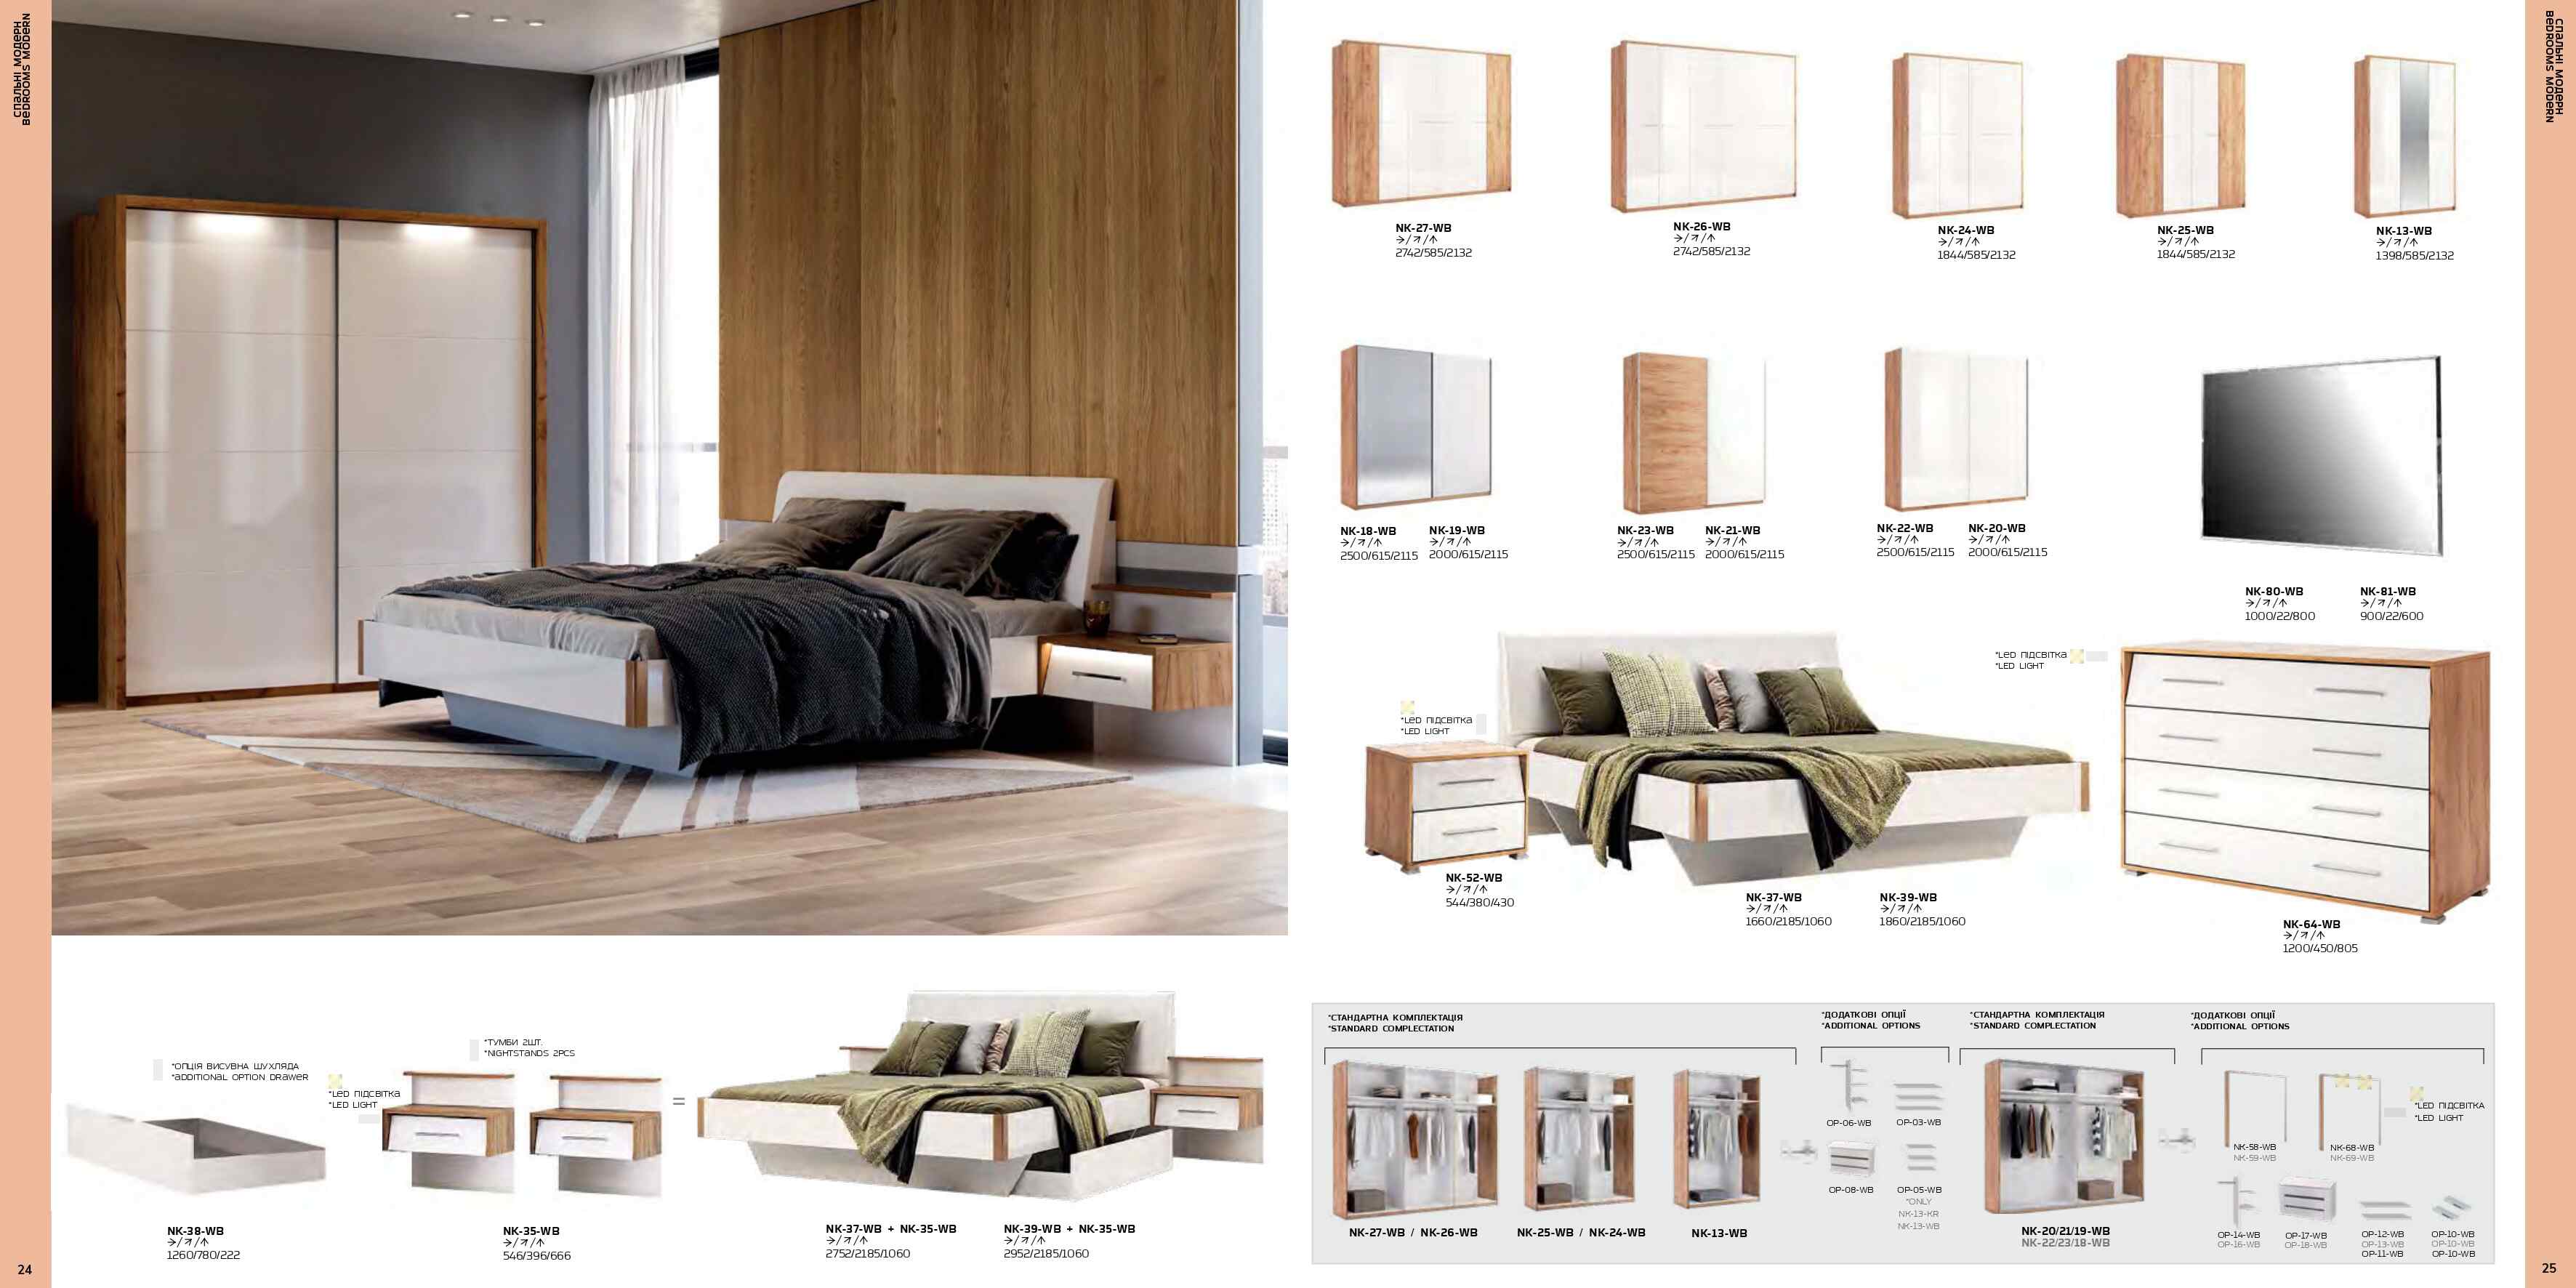 СПАЛЬНІ МОДЕРН
BEDROOMS MODERN
NK-27-WB
→/↗/↑
2742/585/2132
NK-26-WB
→/↗/↑
2742/585/2132
NK-24-WB
→/↗/↑
1844/585/2132
NK-25-WB
→/↗/↑
1844/585/2132
NK-13-WB
→/↗/↑
1398/585/2132
СПАЛЬНІ МОДЕРН
BEDROOMS MODERN
NK-18-WB
→/↗/↑
2500/615/2115
NK-19-WB
→/↗/↑
2000/615/2115
NK-23-WB
→/↗/↑
2500/615/2115
NK-21-WB
→/↗/↑
2000/615/2115
NK-22-WB
→/↗/↑
2500/615/2115
NK-20-WB
→/↗/↑
2000/615/2115
NK-80-WB
→/↗/↑
1000/22/800
NK-81-WB
→/↗/↑
900/22/600
*LED ПІДСВІТКА
*LED LIGHT
*LED ПІДСВІТКА
*LED LIGHT
NK-52-WB
→/↗/↑
544/380/430
NK-37-WB
→/↗/↑
1660/2185/1060
NK-39-WB
→/↗/↑
1860/2185/1060
NK-64-WB
→/↗/↑
1200/450/805
*ОПЦІЯ ВИСУВНА ШУХЛЯДА
*ADDITIONAL OPTION DRAWER
*LED ПІДСВІТКА
*LED LIGHT
*ТУМБИ 2ШТ.
*NIGHTSTANDS 2PCS
=
NK-38-WB
→/↗/↑
1260/780/222
NK-35-WB
→/↗/↑
546/396/666
NK-37-WB + NK-35-WB
→/↗/↑
2752/2185/1060
NK-39-WB + NK-35-WB
→/↗/↑
2952/2185/1060
*СТАНДАРТНА КОМПЛЕКТАЦІЯ
*STANDARD COMPLECTATION
NK-27-WB / NK-26-WB
NK-25-WB / NK-24-WB
NK-13-WB
*ДОДАТКОВІ ОПЦІЇ
*ADDITIONAL OPTIONS
OP-06-WB
OP-03-WB
OP-08-WB
OP-05-WB
*ONLY
NK-13-KR
NK-13-WB
*СТАНДАРТНА КОМПЛЕКТАЦІЯ
*STANDARD COMPLECTATION
NK-20/21/19-WB
NK-22/23/18-WB
*ДОДАТКОВІ ОПЦІЇ
*ADDITIONAL OPTIONS
*LED ПІДСВІТКА
*LED LIGHT
NK-58-WB
NK-59-WB
NK-68-WB
NK-69-WB
OP-14-WB
OP-16-WB
OP-17-WB
OP-18-WB
OP-12-WB
OP-13-WB
OP-11-WB
OP-10-WB
OP-10-WB
OP-10-WB
24
25